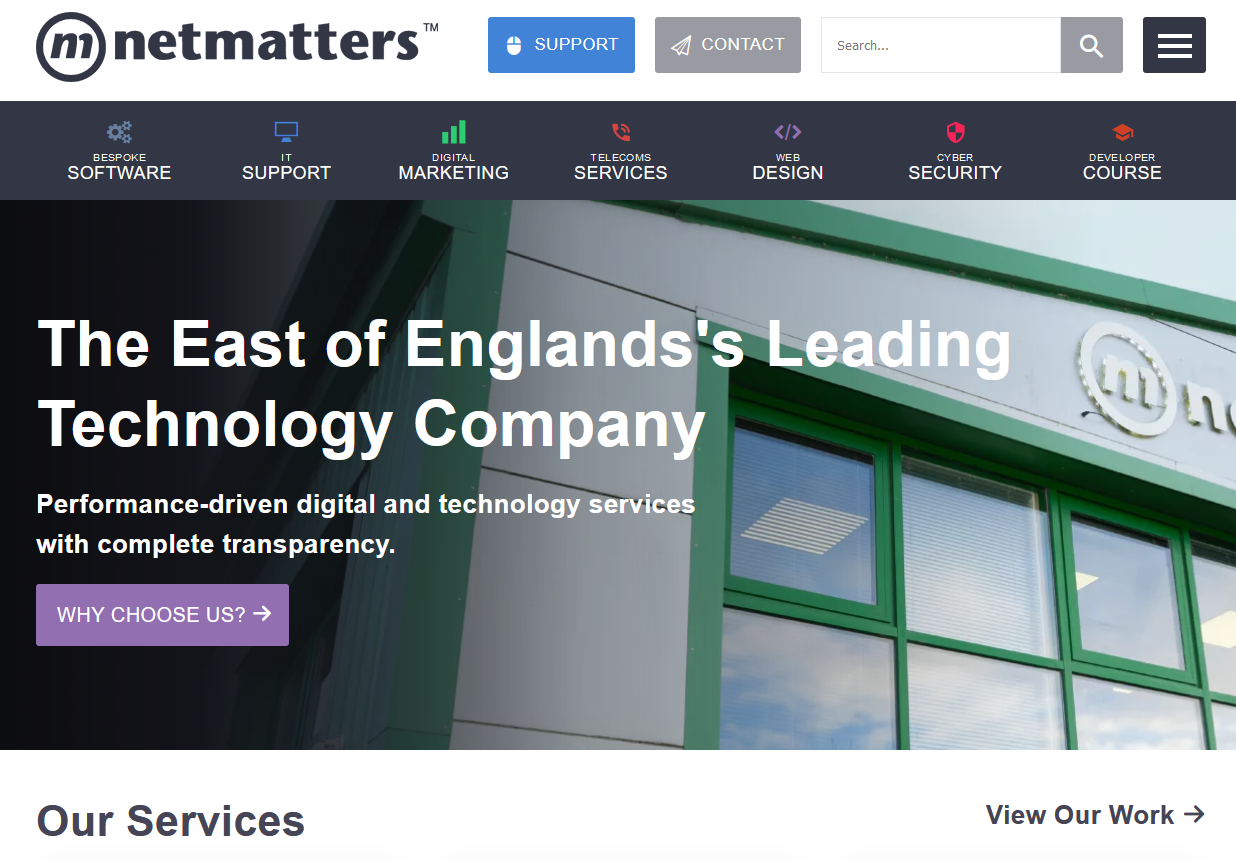 m netmatters™
SUPPORT
CONTACT
Search...
BESPOKE
SOFTWARE
IT
SUPPORT
DIGITAL
MARKETING
TELECOMS
SERVICES
WEB
DESIGN
CYBER
SECURITY
DEVELOPER
COURSE
The East of Englands's Leading
Technology Company
m n
Performance-driven digital and technology services
with complete transparency.
WHY CHOOSE US?
Our Services
View Our Work